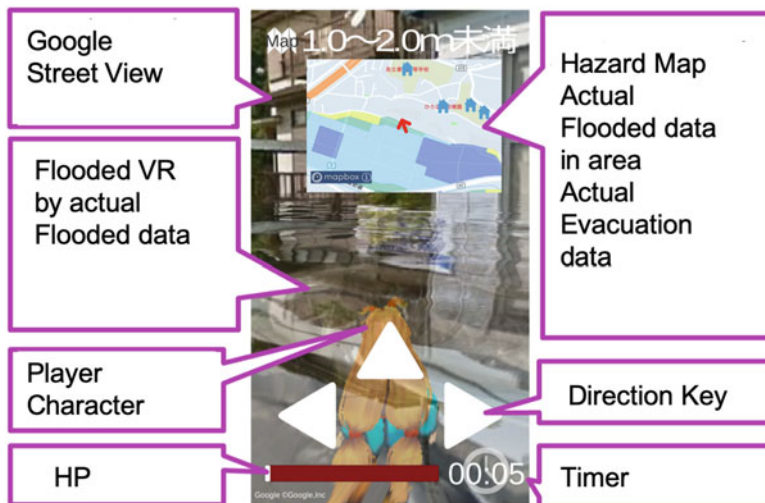 Google
Street View
Flooded VR
by actual
Flooded data
Player
Character
HP
Map 1.0～2.0m未満
mapbox
00:05
Google ©Google,Inc
Hazard Map
Actual
Flooded data
in area
Actual
Evacuation
data
Direction Key
Timer